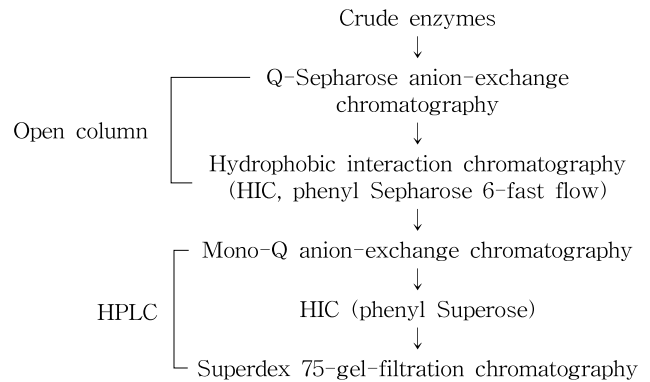 Crude enzymes
Q-Sepharose anion-exchange
chromatography
Open column
Hydrophobic interaction chromatography
(HIC, phenyl Sepharose 6-fast flow)
Mono-Q anion-exchange chromatography
HPLC
HIC (phenyl Superose)
Superdex 75-gel-filtration chromatography